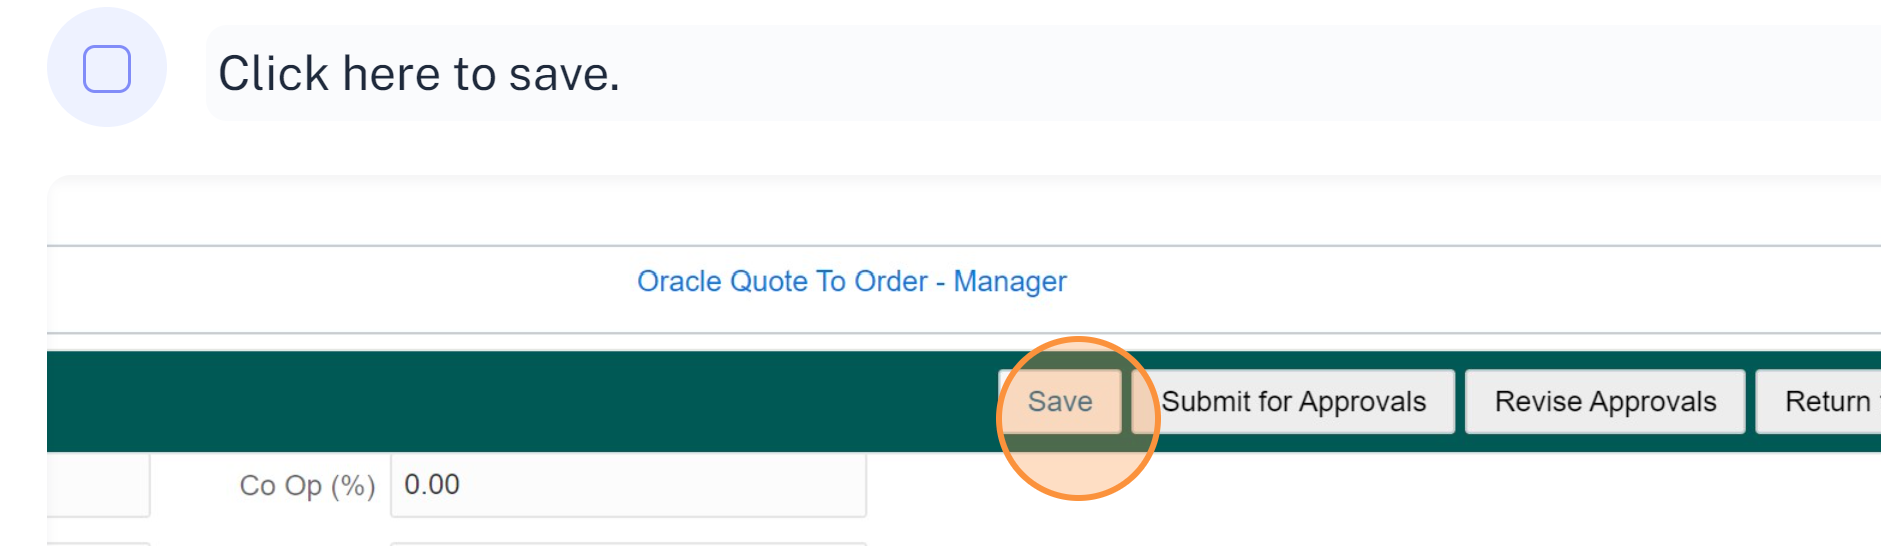 Click here to save.
Oracle Quote To Order - Manager
Save Submit for Approvals Revise Approvals Return
Co Op (%) 0.00